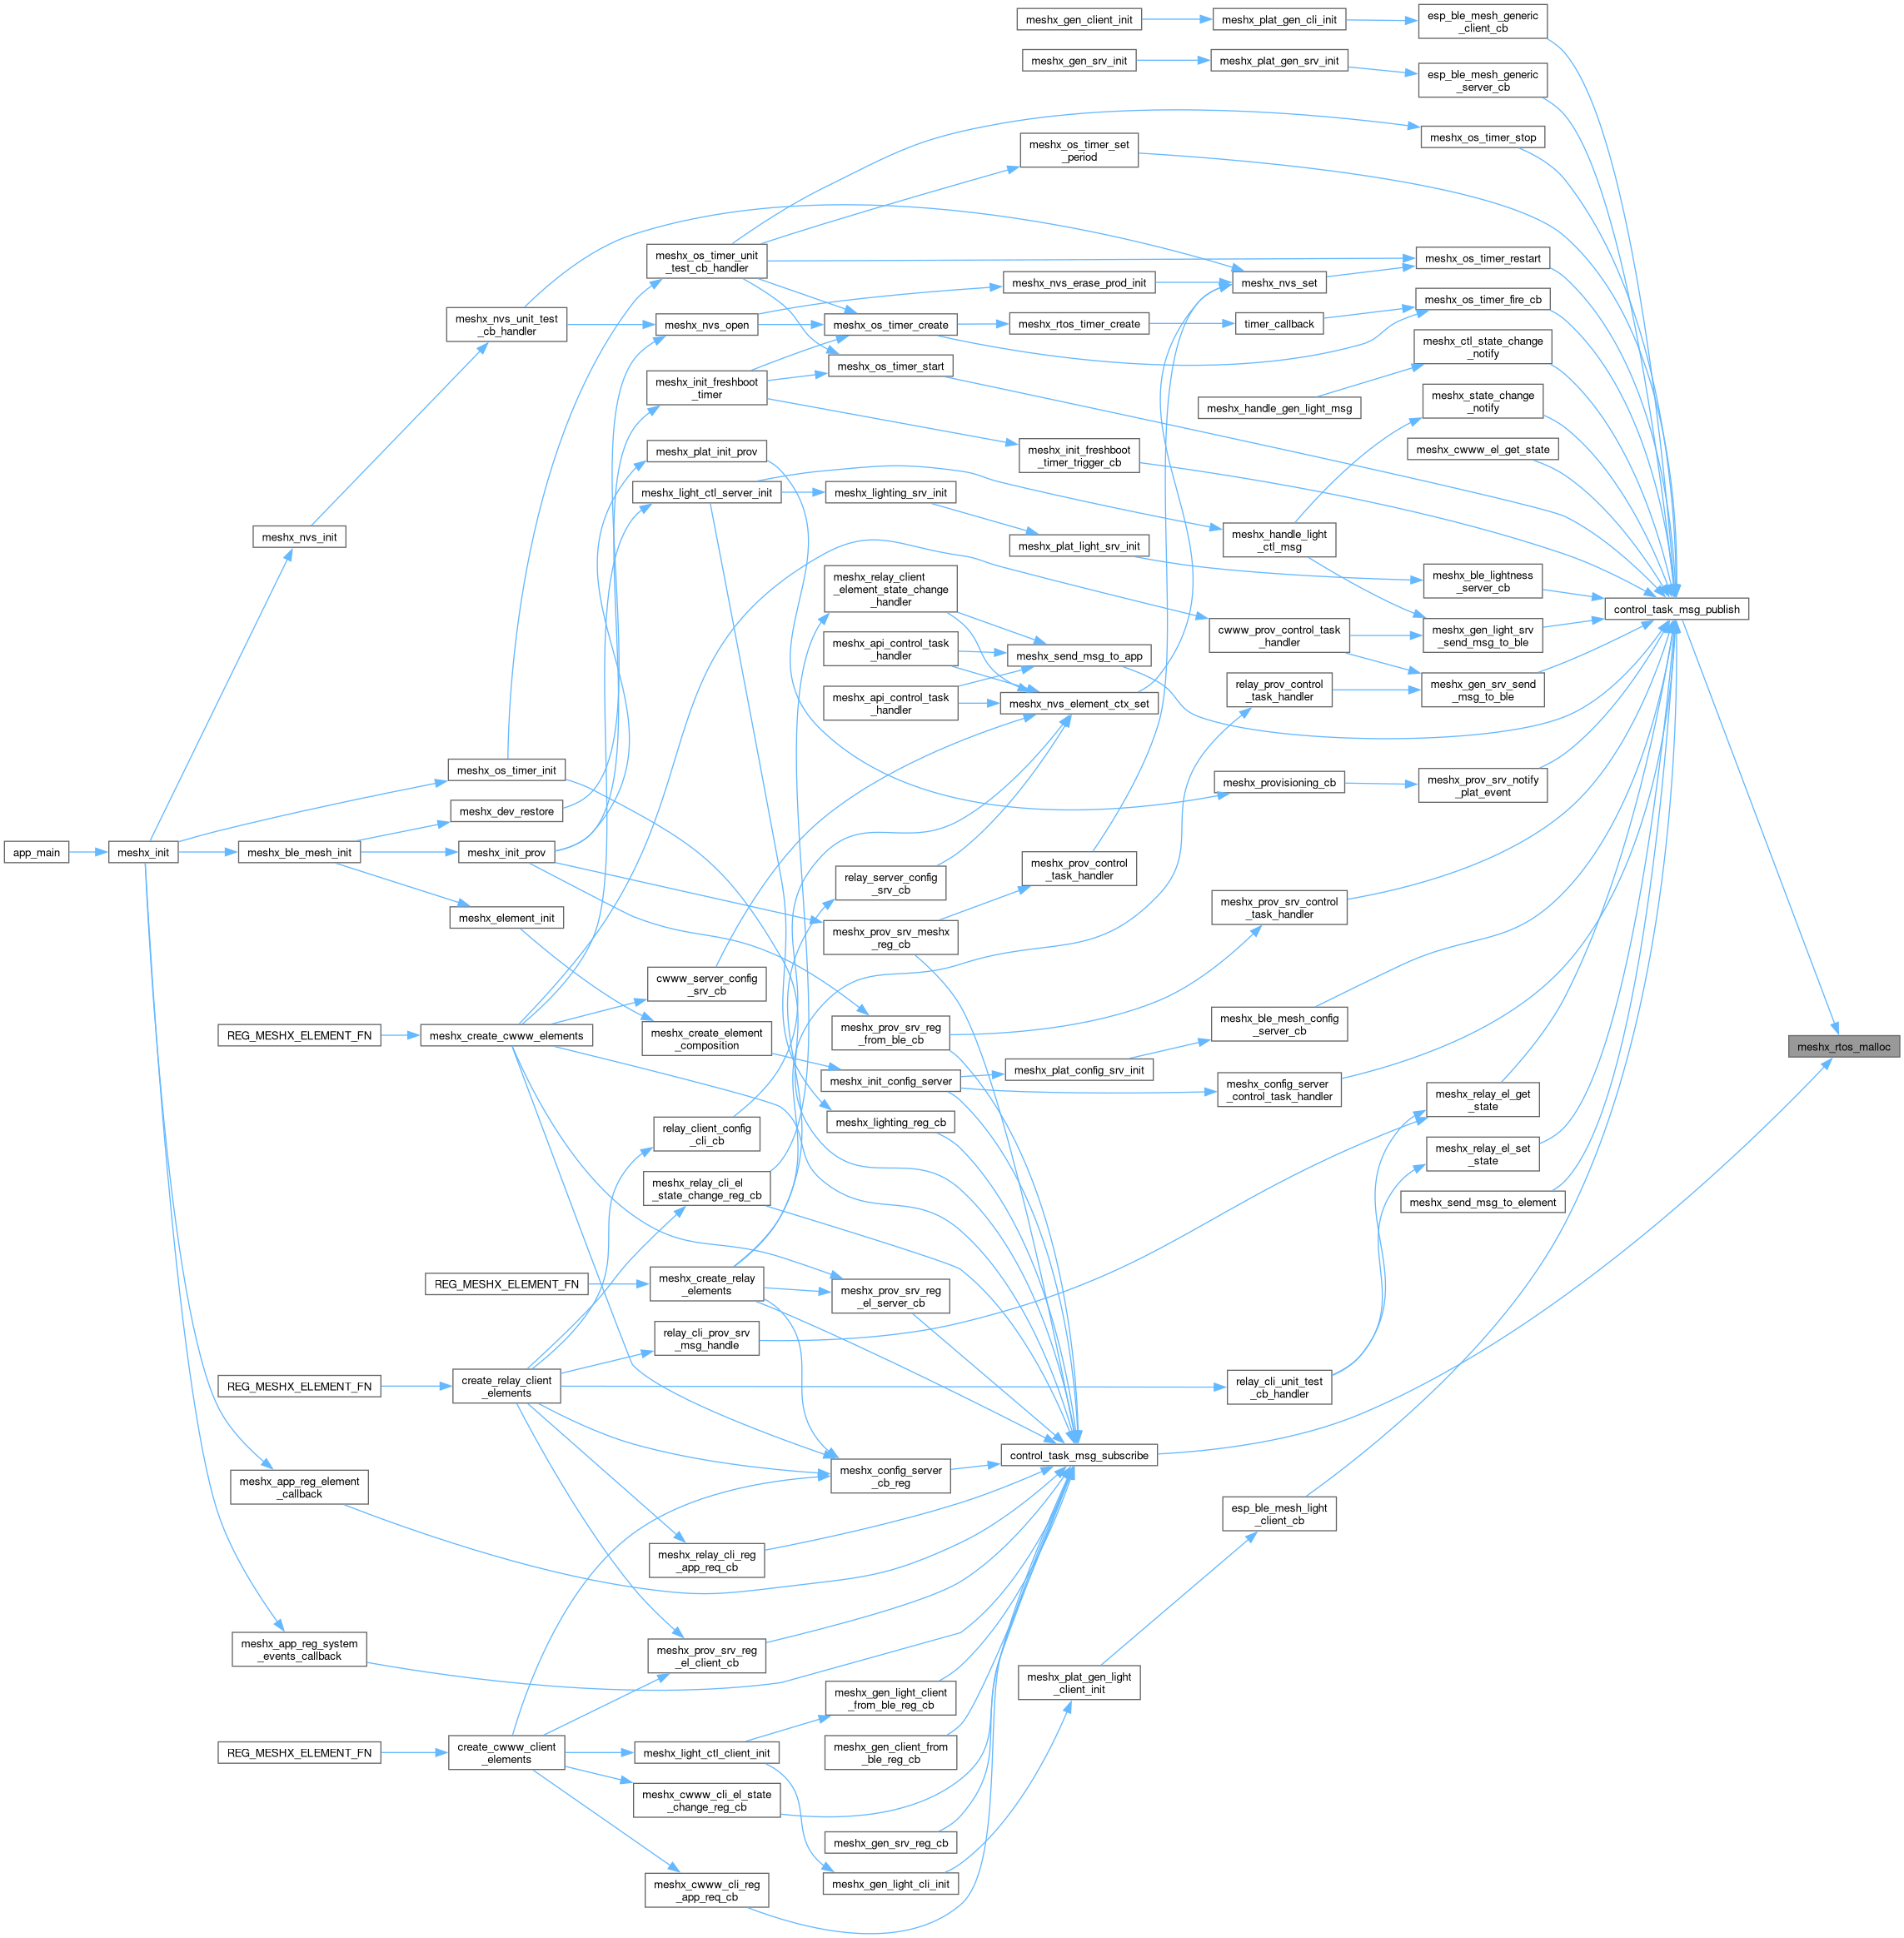 meshx_gen_client_init
meshx_plat_gen_cli_init
esp_ble_mesh_generic
_client_cb
meshx_gen_srv_init
meshx_plat_gen_srv_init
esp_ble_mesh_generic
_server_cb
meshx_os_timer_stop
meshx_os_timer_set
_period
meshx_os_timer_unit
_test_cb_handler
meshx_os_timer_restart
meshx_nvs_erase_prod_init
meshx_nvs_set
meshx_os_timer_fire_cb
meshx_nvs_unit_test
_cb_handler
meshx_nvs_open
meshx_os_timer_create
meshx_rtos_timer_create
timer_callback
meshx_ctl_state_change
_notify
meshx_os_timer_start
meshx_init_freshboot
_timer
meshx_handle_gen_light_msg
meshx_state_change
_notify
meshx_plat_init_prov
meshx_init_freshboot
_timer_trigger_cb
meshx_cwww_el_get_state
meshx_light_ctl_server_init
meshx_lighting_srv_init
meshx_nvs_init
meshx_plat_light_srv_init
meshx_handle_light
_ctl_msg
meshx_ble_lightness
_server_cb
meshx_relay_client
_element_state_change
_handler
control_task_msg_publish
meshx_api_control_task
_handler
meshx_send_msg_to_app
cwww_prov_control_task
_handler
meshx_gen_light_srv
_send_msg_to_ble
meshx_api_control_task
_handler
meshx_nvs_element_ctx_set
relay_prov_control
_task_handler
meshx_gen_srv_send
_msg_to_ble
meshx_os_timer_init
meshx_provisioning_cb
meshx_prov_srv_notify
_plat_event
meshx_dev_restore
app_main
meshx_init
meshx_ble_mesh_init
meshx_init_prov
relay_server_config
_srv_cb
meshx_prov_control
_task_handler
meshx_element_init
meshx_prov_srv_meshx
_reg_cb
meshx_prov_srv_control
_task_handler
cwww_server_config
_srv_cb
REG_MESHX_ELEMENT_FN
meshx_create_cwww_elements
meshx_create_element
_composition
meshx_prov_srv_reg
_from_ble_cb
meshx_ble_mesh_config
_server_cb
meshx_rtos_malloc
meshx_init_config_server
meshx_plat_config_srv_init
meshx_config_server
_control_task_handler
meshx_relay_el_get
_state
relay_client_config
_cli_cb
meshx_lighting_reg_cb
meshx_relay_el_set
_state
meshx_relay_cli_el
_state_change_reg_cb
meshx_send_msg_to_element
REG_MESHX_ELEMENT_FN
meshx_create_relay
_elements
meshx_prov_srv_reg
_el_server_cb
relay_cli_prov_srv
_msg_handle
REG_MESHX_ELEMENT_FN
create_relay_client
_elements
relay_cli_unit_test
_cb_handler
control_task_msg_subscribe
meshx_config_server
_cb_reg
meshx_app_reg_element
_callback
esp_ble_mesh_light
_client_cb
meshx_relay_cli_reg
_app_req_cb
meshx_app_reg_system
_events_callback
meshx_prov_srv_reg
_el_client_cb
meshx_gen_light_client
_from_ble_reg_cb
meshx_plat_gen_light
_client_init
REG_MESHX_ELEMENT_FN
create_cwww_client
_elements
meshx_light_ctl_client_init
meshx_gen_client_from
_ble_reg_cb
meshx_cwww_cli_el_state
_change_reg_cb
meshx_gen_srv_reg_cb
meshx_cwww_cli_reg
_app_req_cb
meshx_gen_light_cli_init